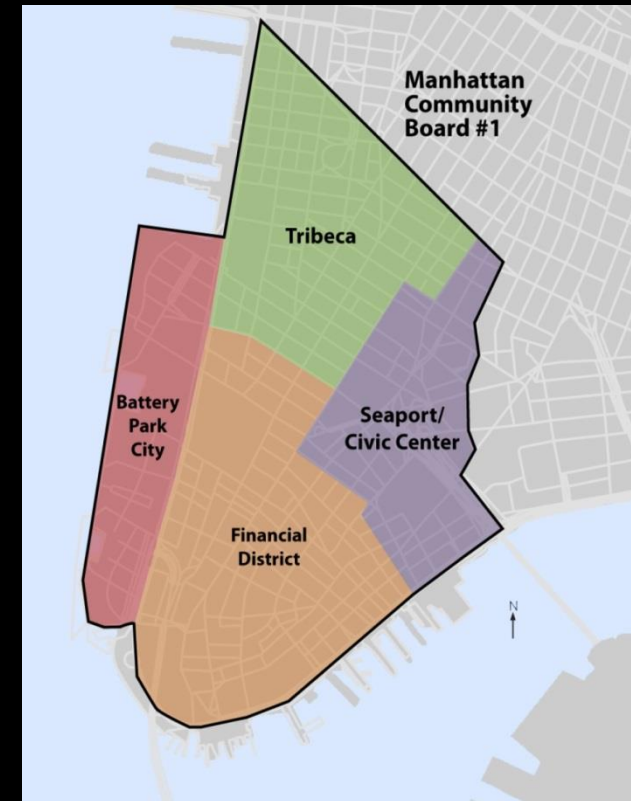 Manhattan
Community
Board #1
Tribeca
Battery
Park
City
Seaport/
Civic Center
Financial
District
N